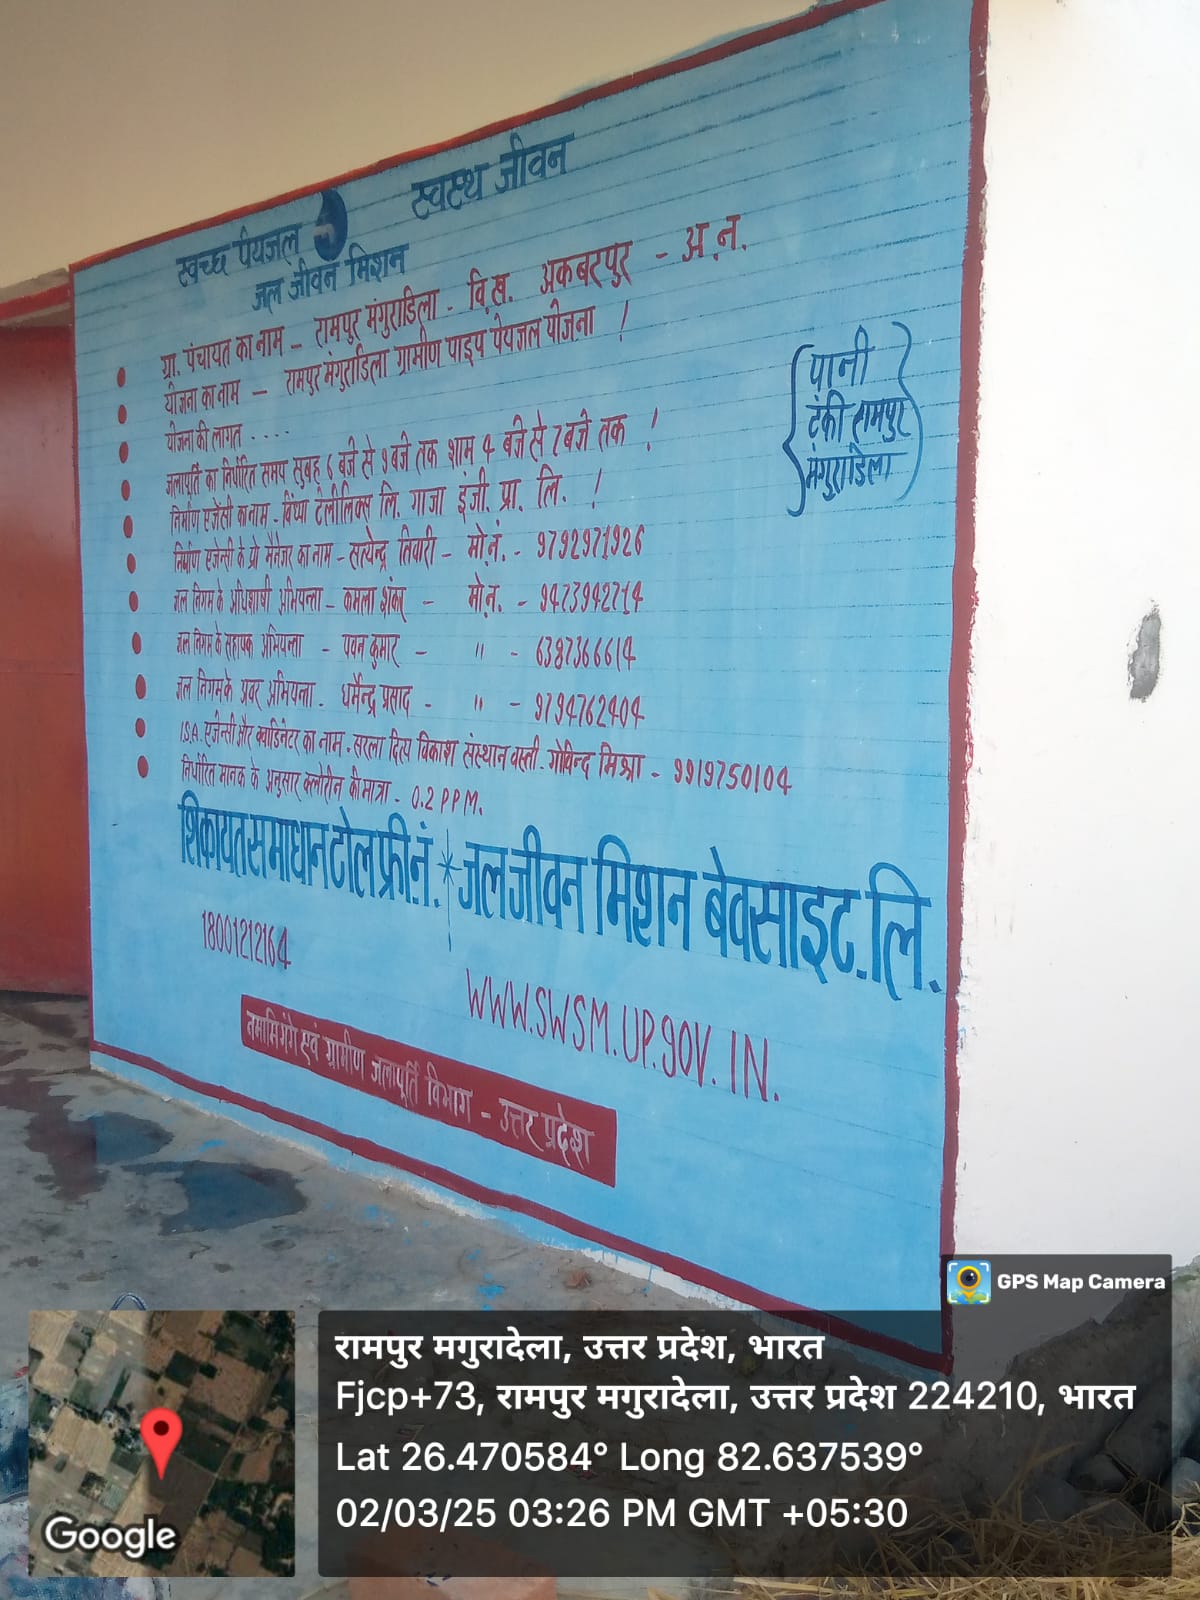 स्वच्छ पेयजल स्वस्थ जीवन
जल जीवन मिशन
ग्रा. पंचायत का नाम – रामपुर मंगुराडिला - वि.ख. अकबरपुर - अ.न.
योजना का नाम – रामपुर मंगुराडिला ग्रामीण पाइप पेयजल योजना !
योजना की लागत ....
जलापूर्ति का निर्धारित समय सुबह 6 बजे से 9 बजे तक शाम 4 बजे से 7 बजे तक !
निर्माण एजेंसी का नाम - विंध्या टेलीलिंक्स लि. गाजा इंजी. प्रा. लि. !
निर्माण एजेन्सी के प्रो मैनेजर का नाम – सत्येन्द्र तिवारी – मो.नं. - 9792971926
जल निगम के अधिशाषी अभियन्ता – कमला शंकर – मो.न. - 9473942714
जल निगम के सहायक अभियन्ता - पवन कुमार – " - 6387366614
जल निगम के अवर अभियन्ता - धर्मेन्द्र प्रसाद - " - 9794762404
I.S.A. एजेन्सी और क्वाडिनेटर का नाम - सरला दित्य विकाश संस्थान वस्ती - गोविन्द मिश्रा - 9919750104
निर्धारित मानक के अनुसार क्लोरीन की मात्रा - 0.2 PPM.
{पानी
टंकी रामपुर
मंगुराडिला}
शिकायत समाधान टोल फ्री.नं. * जल जीवन मिशन बेवसाइट.लि.
18001212164
WWW.SWSM.UP.GOV.IN.
नमामि गंगे एवं ग्रामीण जलापूर्ति विभाग - उत्तर प्रदेश
GPS Map Camera
रामपुर मगुरादेला, उत्तर प्रदेश, भारत
Fjcp+73, रामपुर मगुरादेला, उत्तर प्रदेश 224210, भारत
Lat 26.470584° Long 82.637539°
02/03/25 03:26 PM GMT +05:30
Google